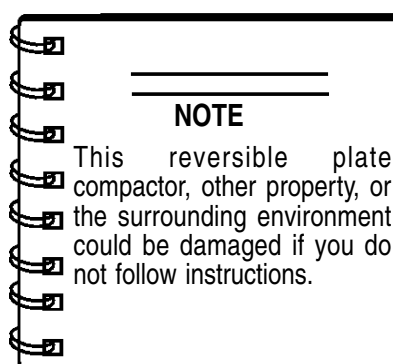 NOTE
This reversible plate
compactor, other property, or
the surrounding environment
could be damaged if you do
not follow instructions.